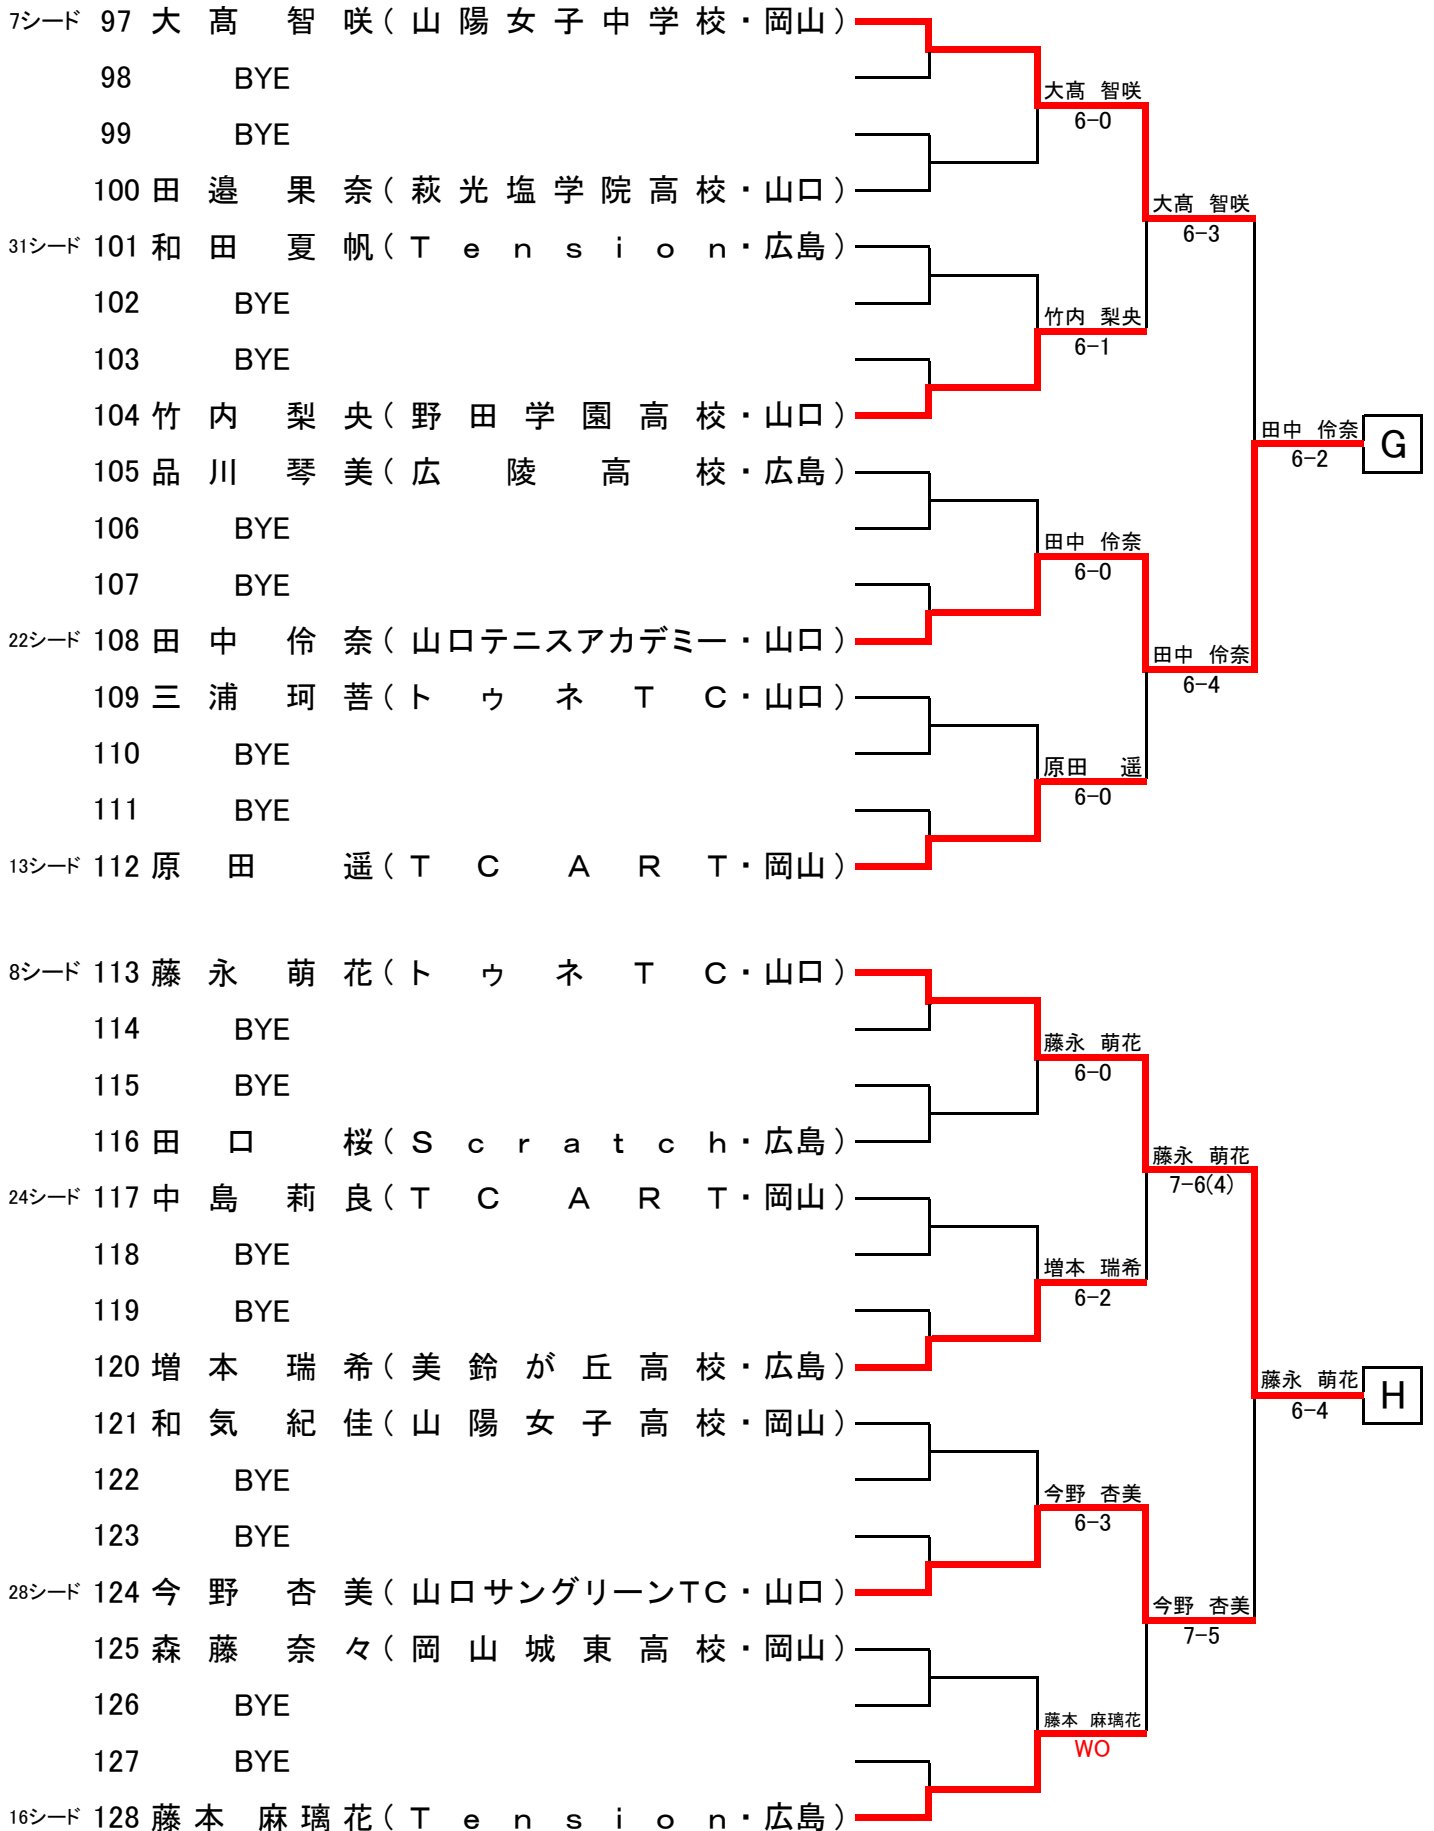 7シード 97 大髙 智咲(山陽女子中学校・岡山)
98 BYE
大髙 智咲
6-0
99 BYE
100 田邉 果奈(萩光塩学院高校・山口)
大髙 智咲
6-3
31シード 101 和田 夏帆(Tension・広島)
102 BYE
竹内 梨央
6-1
103 BYE
104 竹内 梨央(野田学園高校・山口)
田中 伶奈 G
6-2
105 品川 琴美(広陵高校・広島)
106 BYE
田中 伶奈
6-0
107 BYE
22シード 108 田中 伶奈(山口テニスアカデミー・山口)
田中 伶奈
6-4
109 三浦 珂菩(トゥネTC・山口)
110 BYE
原田 遥
6-0
111 BYE
13シード 112 原田 遥(TCART・岡山)
8シード 113 藤永 萌花(トゥネTC・山口)
114 BYE
藤永 萌花
6-0
115 BYE
116 田口 桜(Scratch・広島)
藤永 萌花
7-6(4)
24シード 117 中島 莉良(TCART・岡山)
118 BYE
増本 瑞希
6-2
119 BYE
120 増本 瑞希(美鈴が丘高校・広島)
藤永 萌花 H
6-4
121 和気 紀佳(山陽女子高校・岡山)
122 BYE
今野 杏美
6-3
123 BYE
28シード 124 今野 杏美(山口サングリーンTC・山口)
今野 杏美
7-5
125 森藤 奈々(岡山城東高校・岡山)
126 BYE
藤本 麻璃花
WO
127 BYE
16シード 128 藤本 麻璃花(Tension・広島)